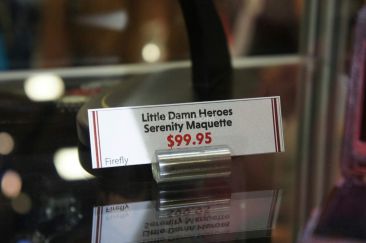 Little Damn Heroes
Serenity Maquette
$99.95
Firefly